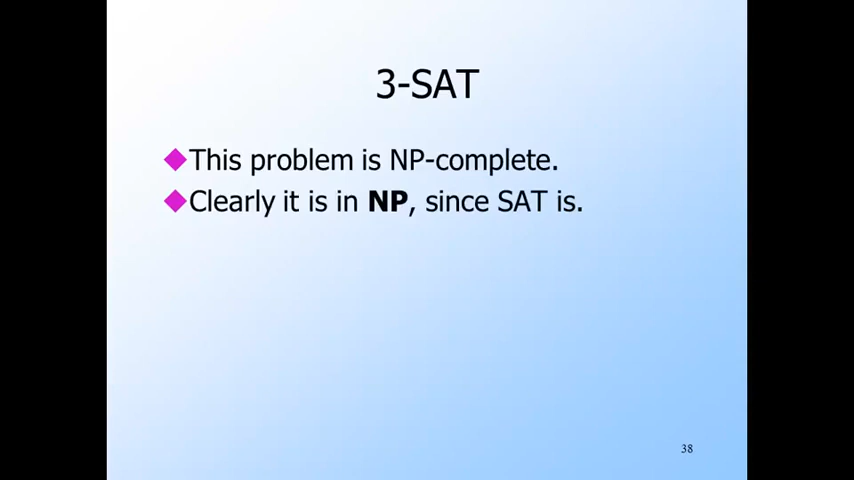 3-SAT
This problem is NP-complete.
Clearly it is in NP, since SAT is.
38